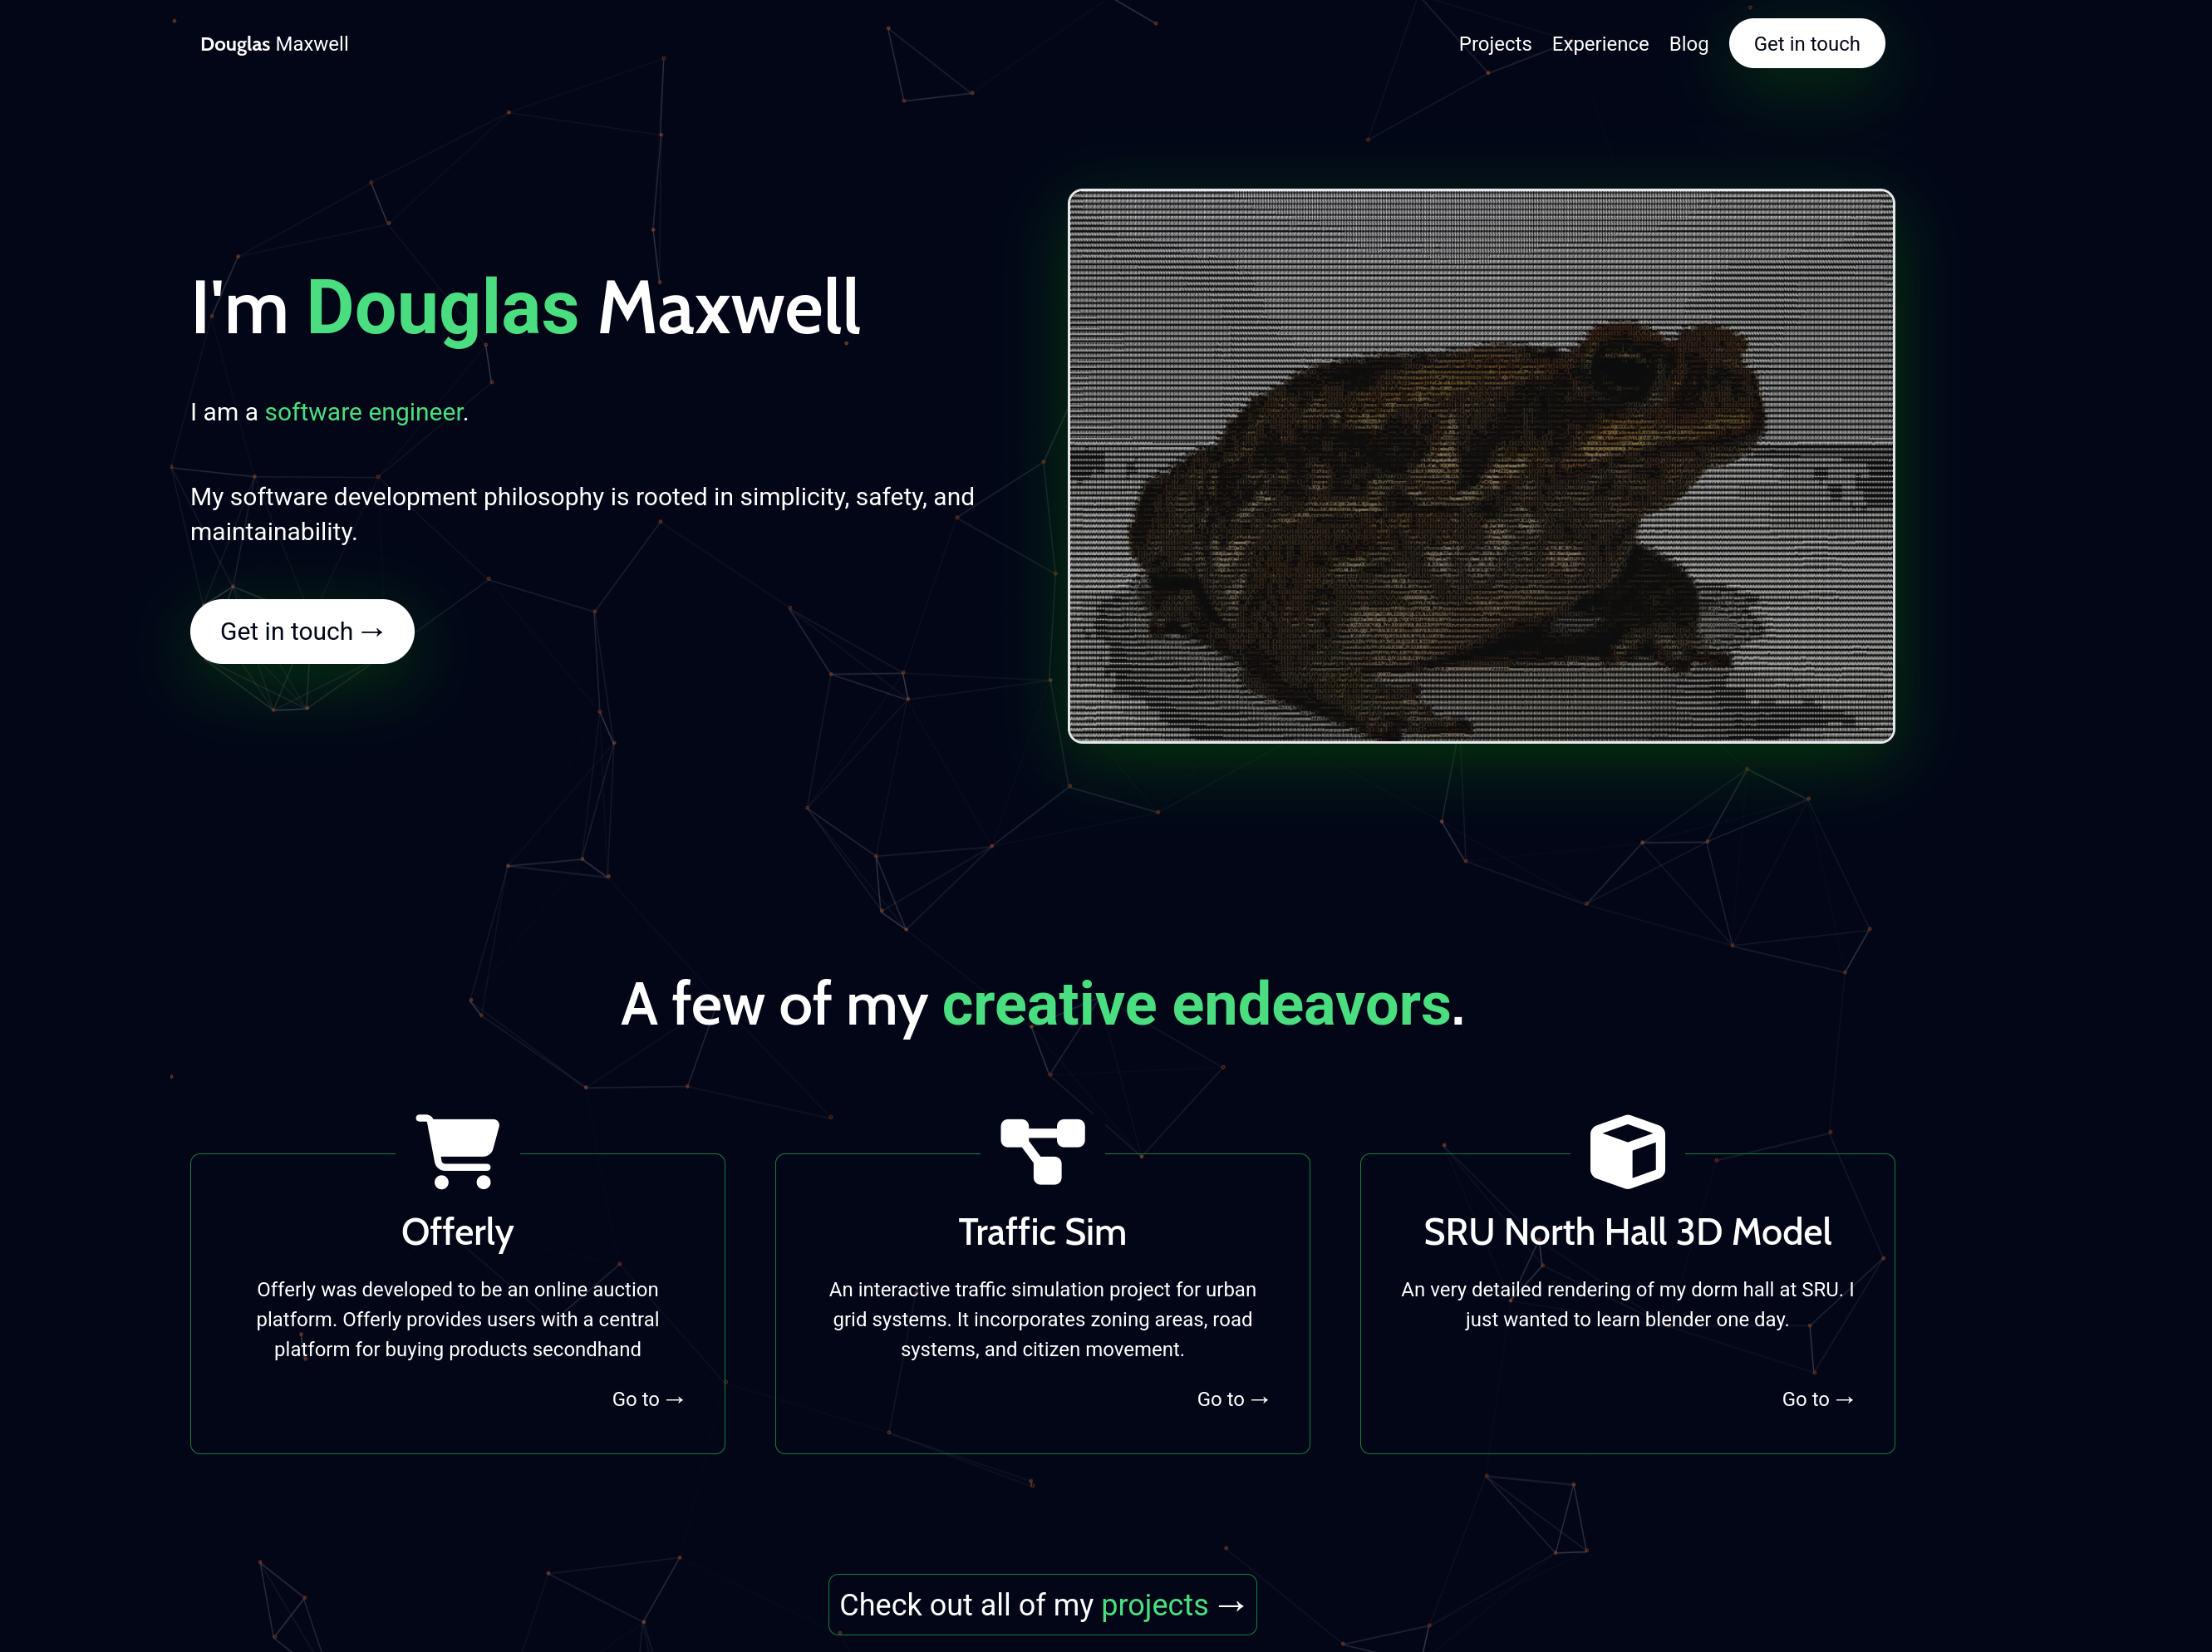 Douglas Maxwell
Projects Experience Blog Get in touch
I'm Douglas Maxwell
I am a software engineer.
My software development philosophy is rooted in simplicity, safety, and
maintainability.
Get in touch →
A few of my creative endeavors.
Offerly
Offerly was developed to be an online auction
platform. Offerly provides users with a central
platform for buying products secondhand
Go to →
Traffic Sim
An interactive traffic simulation project for urban
grid systems. It incorporates zoning areas, road
systems, and citizen movement.
Go to →
SRU North Hall 3D Model
An very detailed rendering of my dorm hall at SRU. I
just wanted to learn blender one day.
Go to →
Check out all of my projects →